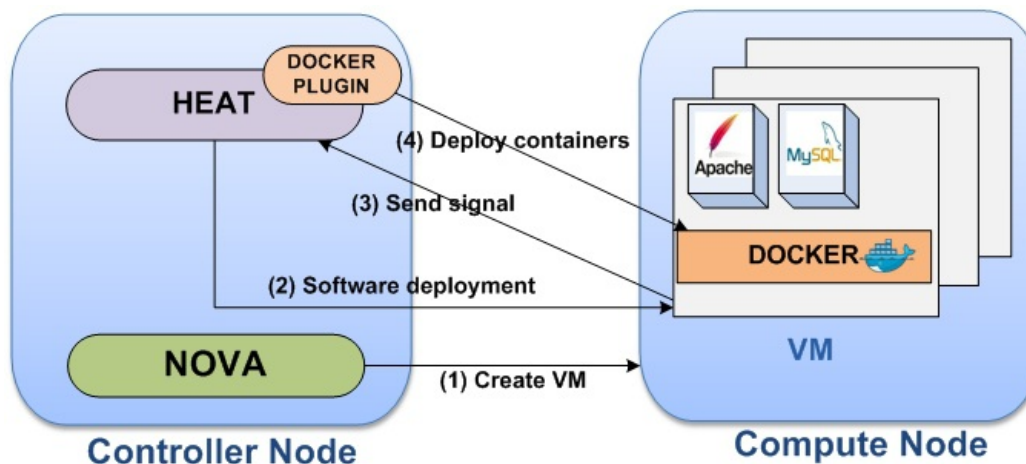 DOCKER
PLUGIN
HEAT
(4) Deploy containers
(3) Send signal
(2) Software deployment
NOVA
(1) Create VM
Controller Node
Apache
MySQL
DOCKER
VM
Compute Node